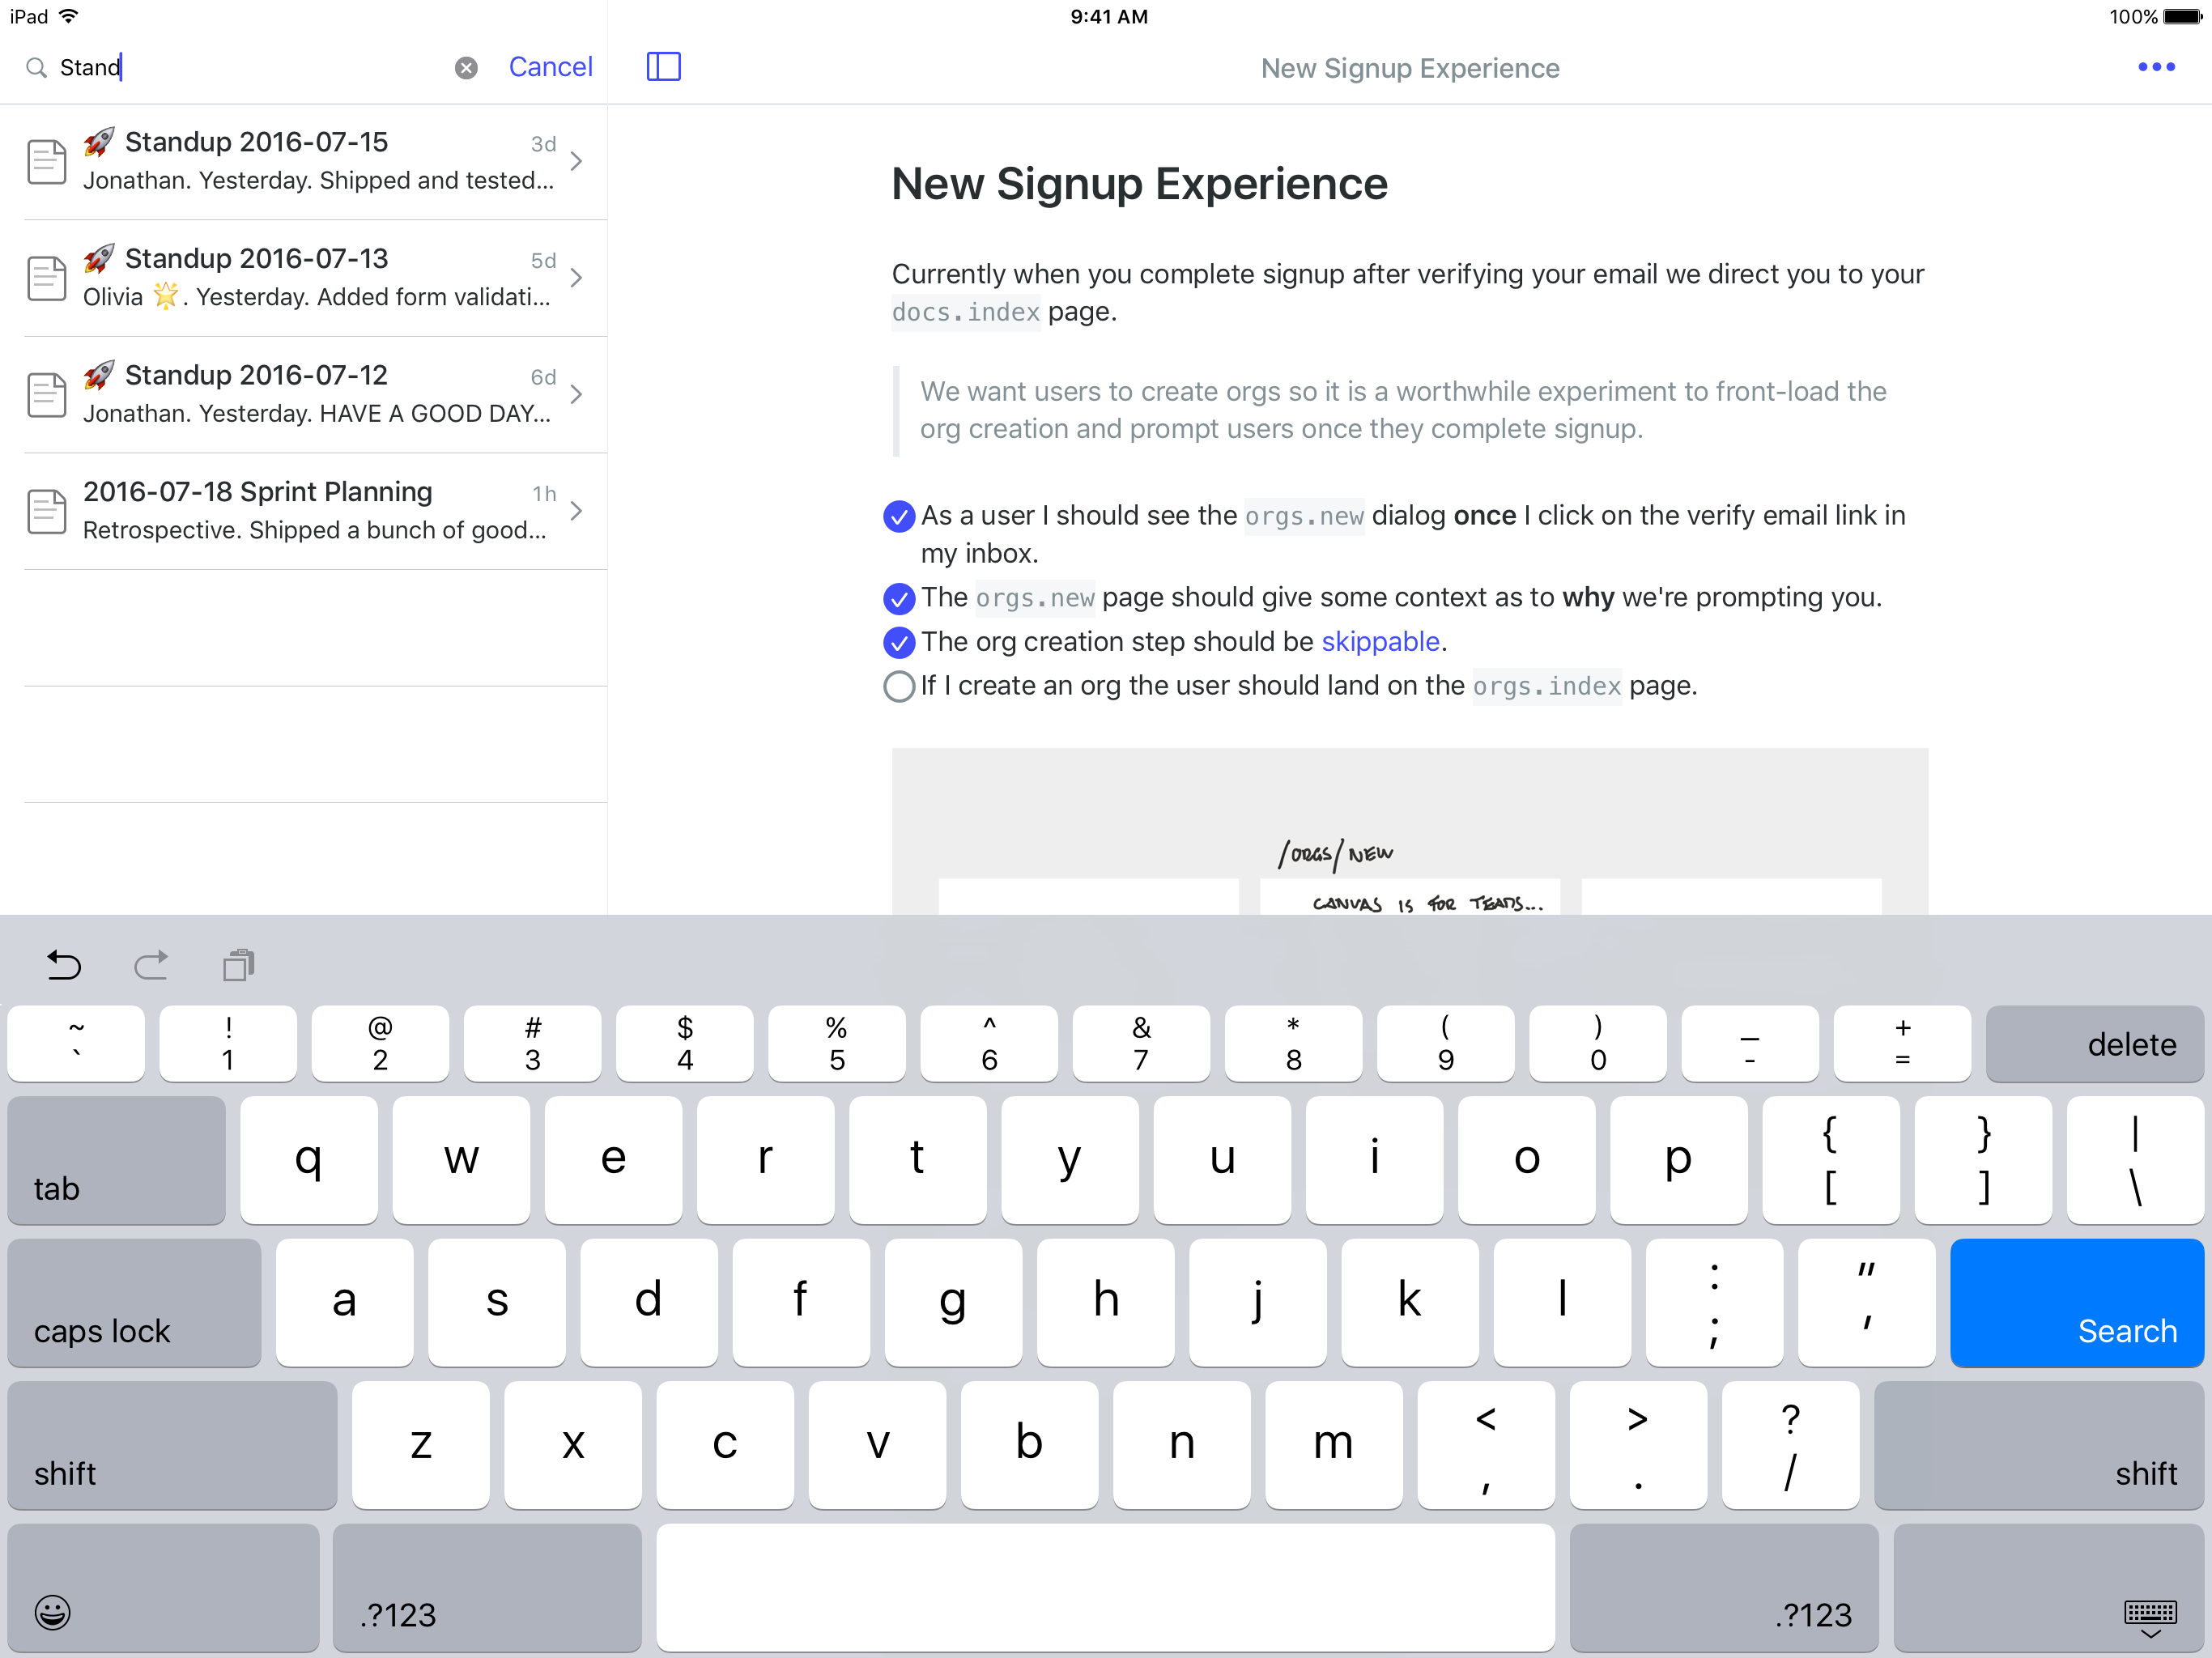 iPad 9:41 AM 100%
Stand Cancel
New Signup Experience
🚀 Standup 2016-07-15 3d
Jonathan. Yesterday. Shipped and tested...
🚀 Standup 2016-07-13 5d
Olivia 🌟. Yesterday. Added form validati...
🚀 Standup 2016-07-12 6d
Jonathan. Yesterday. HAVE A GOOD DAY...
2016-07-18 Sprint Planning 1h
Retrospective. Shipped a bunch of good...
New Signup Experience
Currently when you complete signup after verifying your email we direct you to your
docs.index page.
We want users to create orgs so it is a worthwhile experiment to front-load the
org creation and prompt users once they complete signup.
As a user I should see the orgs.new dialog once I click on the verify email link in
my inbox.
The orgs.new page should give some context as to why we're prompting you.
The org creation step should be skippable.
If I create an org the user should land on the orgs.index page.
/ORGS/NEW
CANVAS IS FOR TEAMS...
~ ! @ # $ % ^ & * ( ) _ +
` 1 2 3 4 5 6 7 8 9 0 - = delete
tab q w e r t y u i o p { } |
[ ] \
caps lock a s d f g h j k l : "
; ' Search
shift z x c v b n m < > ?
, . / shift
.?123 .?123